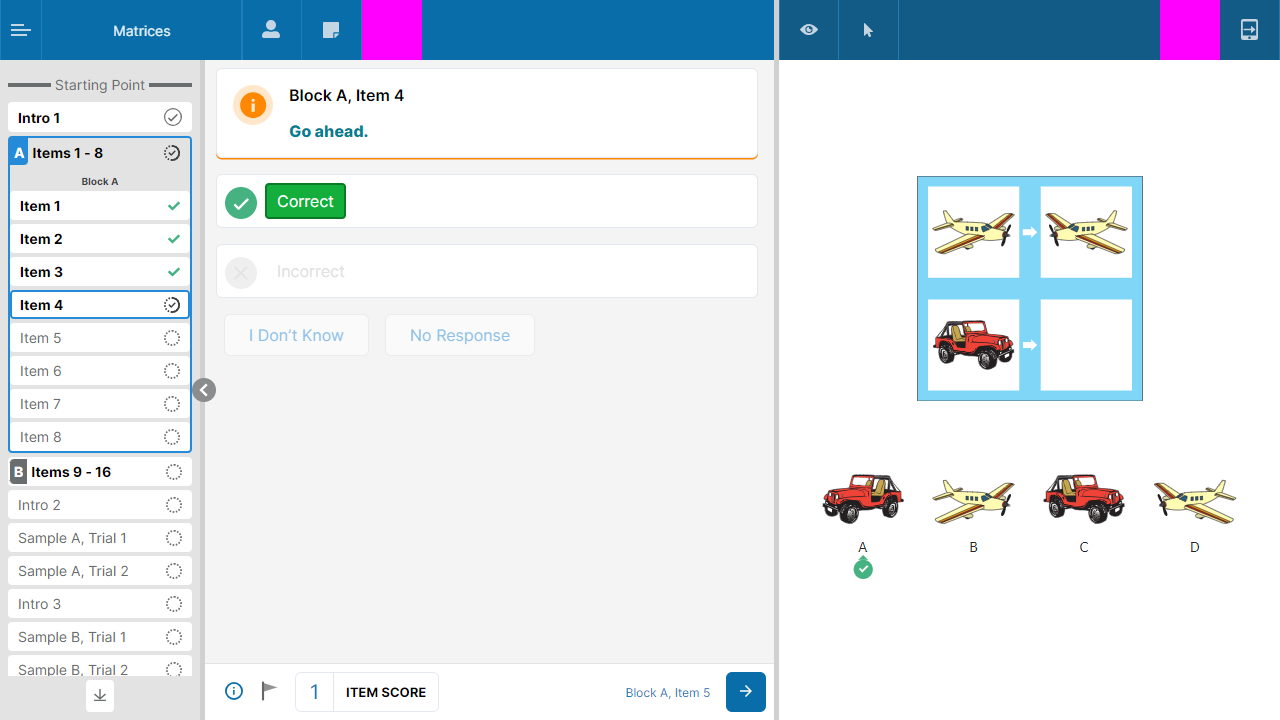 Matrices
Starting Point
Intro 1
A Items 1 - 8
Block A
Item 1
Item 2
Item 3
Item 4
Item 5
Item 6
Item 7
Item 8
B Items 9 - 16
Intro 2
Sample A, Trial 1
Sample A, Trial 2
Intro 3
Sample B, Trial 1
Sample B, Trial 2
Block A, Item 4
Go ahead.
Correct
Incorrect
I Don’t Know No Response
1 ITEM SCORE
Block A, Item 5
A B C D